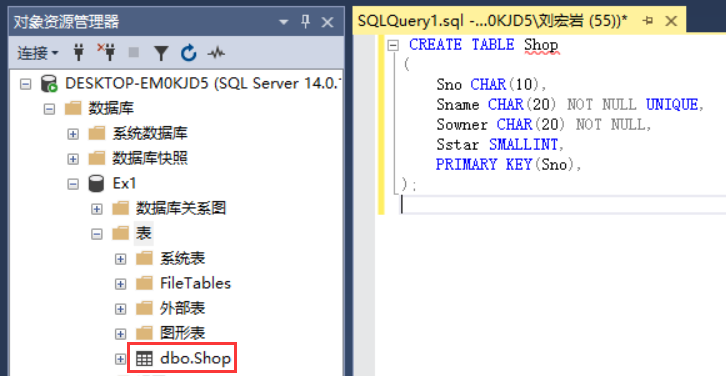 对象资源管理器
连接
DESKTOP-EM0KJD5 (SQL Server 14.0.1
数据库
系统数据库
数据库快照
Ex1
数据库关系图
表
系统表
FileTables
外部表
图形表
dbo.Shop
SQLQuery1.sql -...0KJD5\刘宏岩 (55))*
CREATE TABLE Shop
(
Sno CHAR(10),
Sname CHAR(20) NOT NULL UNIQUE,
Sowner CHAR(20) NOT NULL,
Sstar SMALLINT,
PRIMARY KEY(Sno),
);